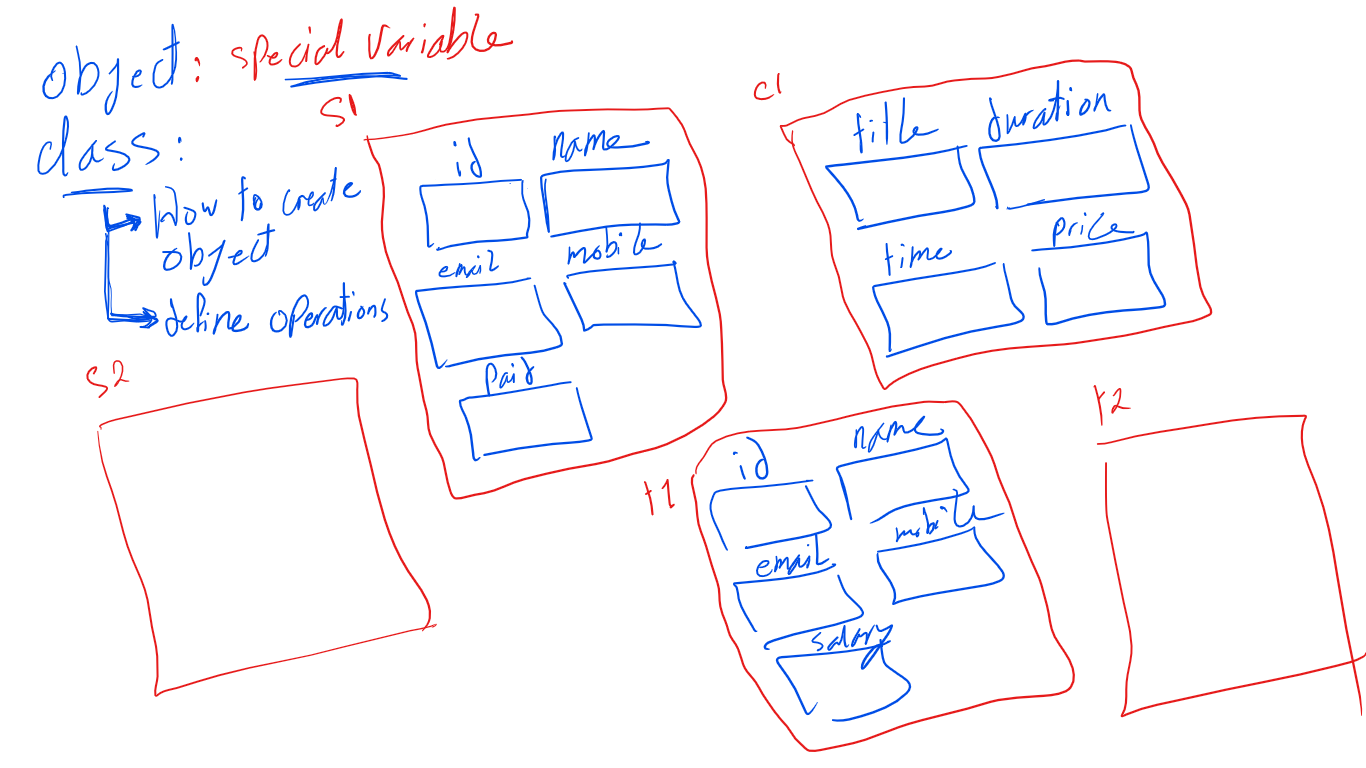 object: special variable
class:
How to create
object
define operations
S1
id name
email mobile
paid
c1
title duration
time price
S2
t1
id name
email mobile
salary
t2